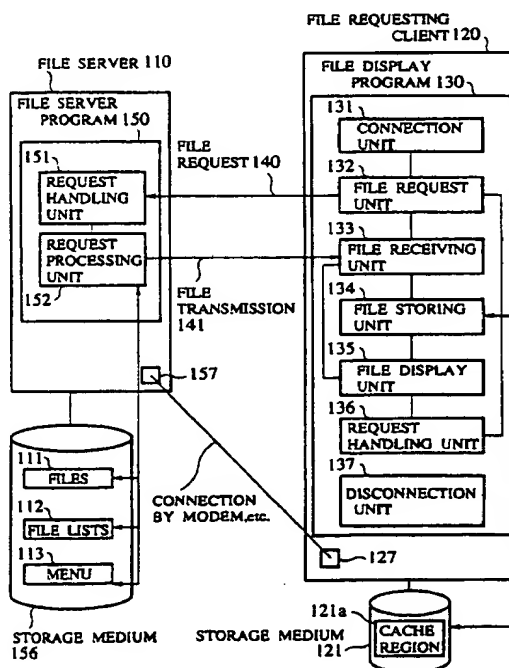 FILE REQUESTING
CLIENT 120
FILE SERVER 110
FILE DISPLAY
PROGRAM 130
FILE SERVER
PROGRAM 150
151
REQUEST
HANDLING
UNIT
REQUEST
PROCESSING
UNIT
152
FILE
REQUEST 140
FILE
TRANSMISSION
141
131
CONNECTION
UNIT
132
FILE REQUEST
UNIT
133
FILE RECEIVING
UNIT
134
FILE STORING
UNIT
135
FILE DISPLAY
UNIT
136
REQUEST
HANDLING UNIT
137
DISCONNECTION
UNIT
157
127
CONNECTION
BY MODEM,etc.
111
FILES
112
FILE LISTS
113
MENU
STORAGE MEDIUM
156
121a
CACHE
REGION
STORAGE MEDIUM
121